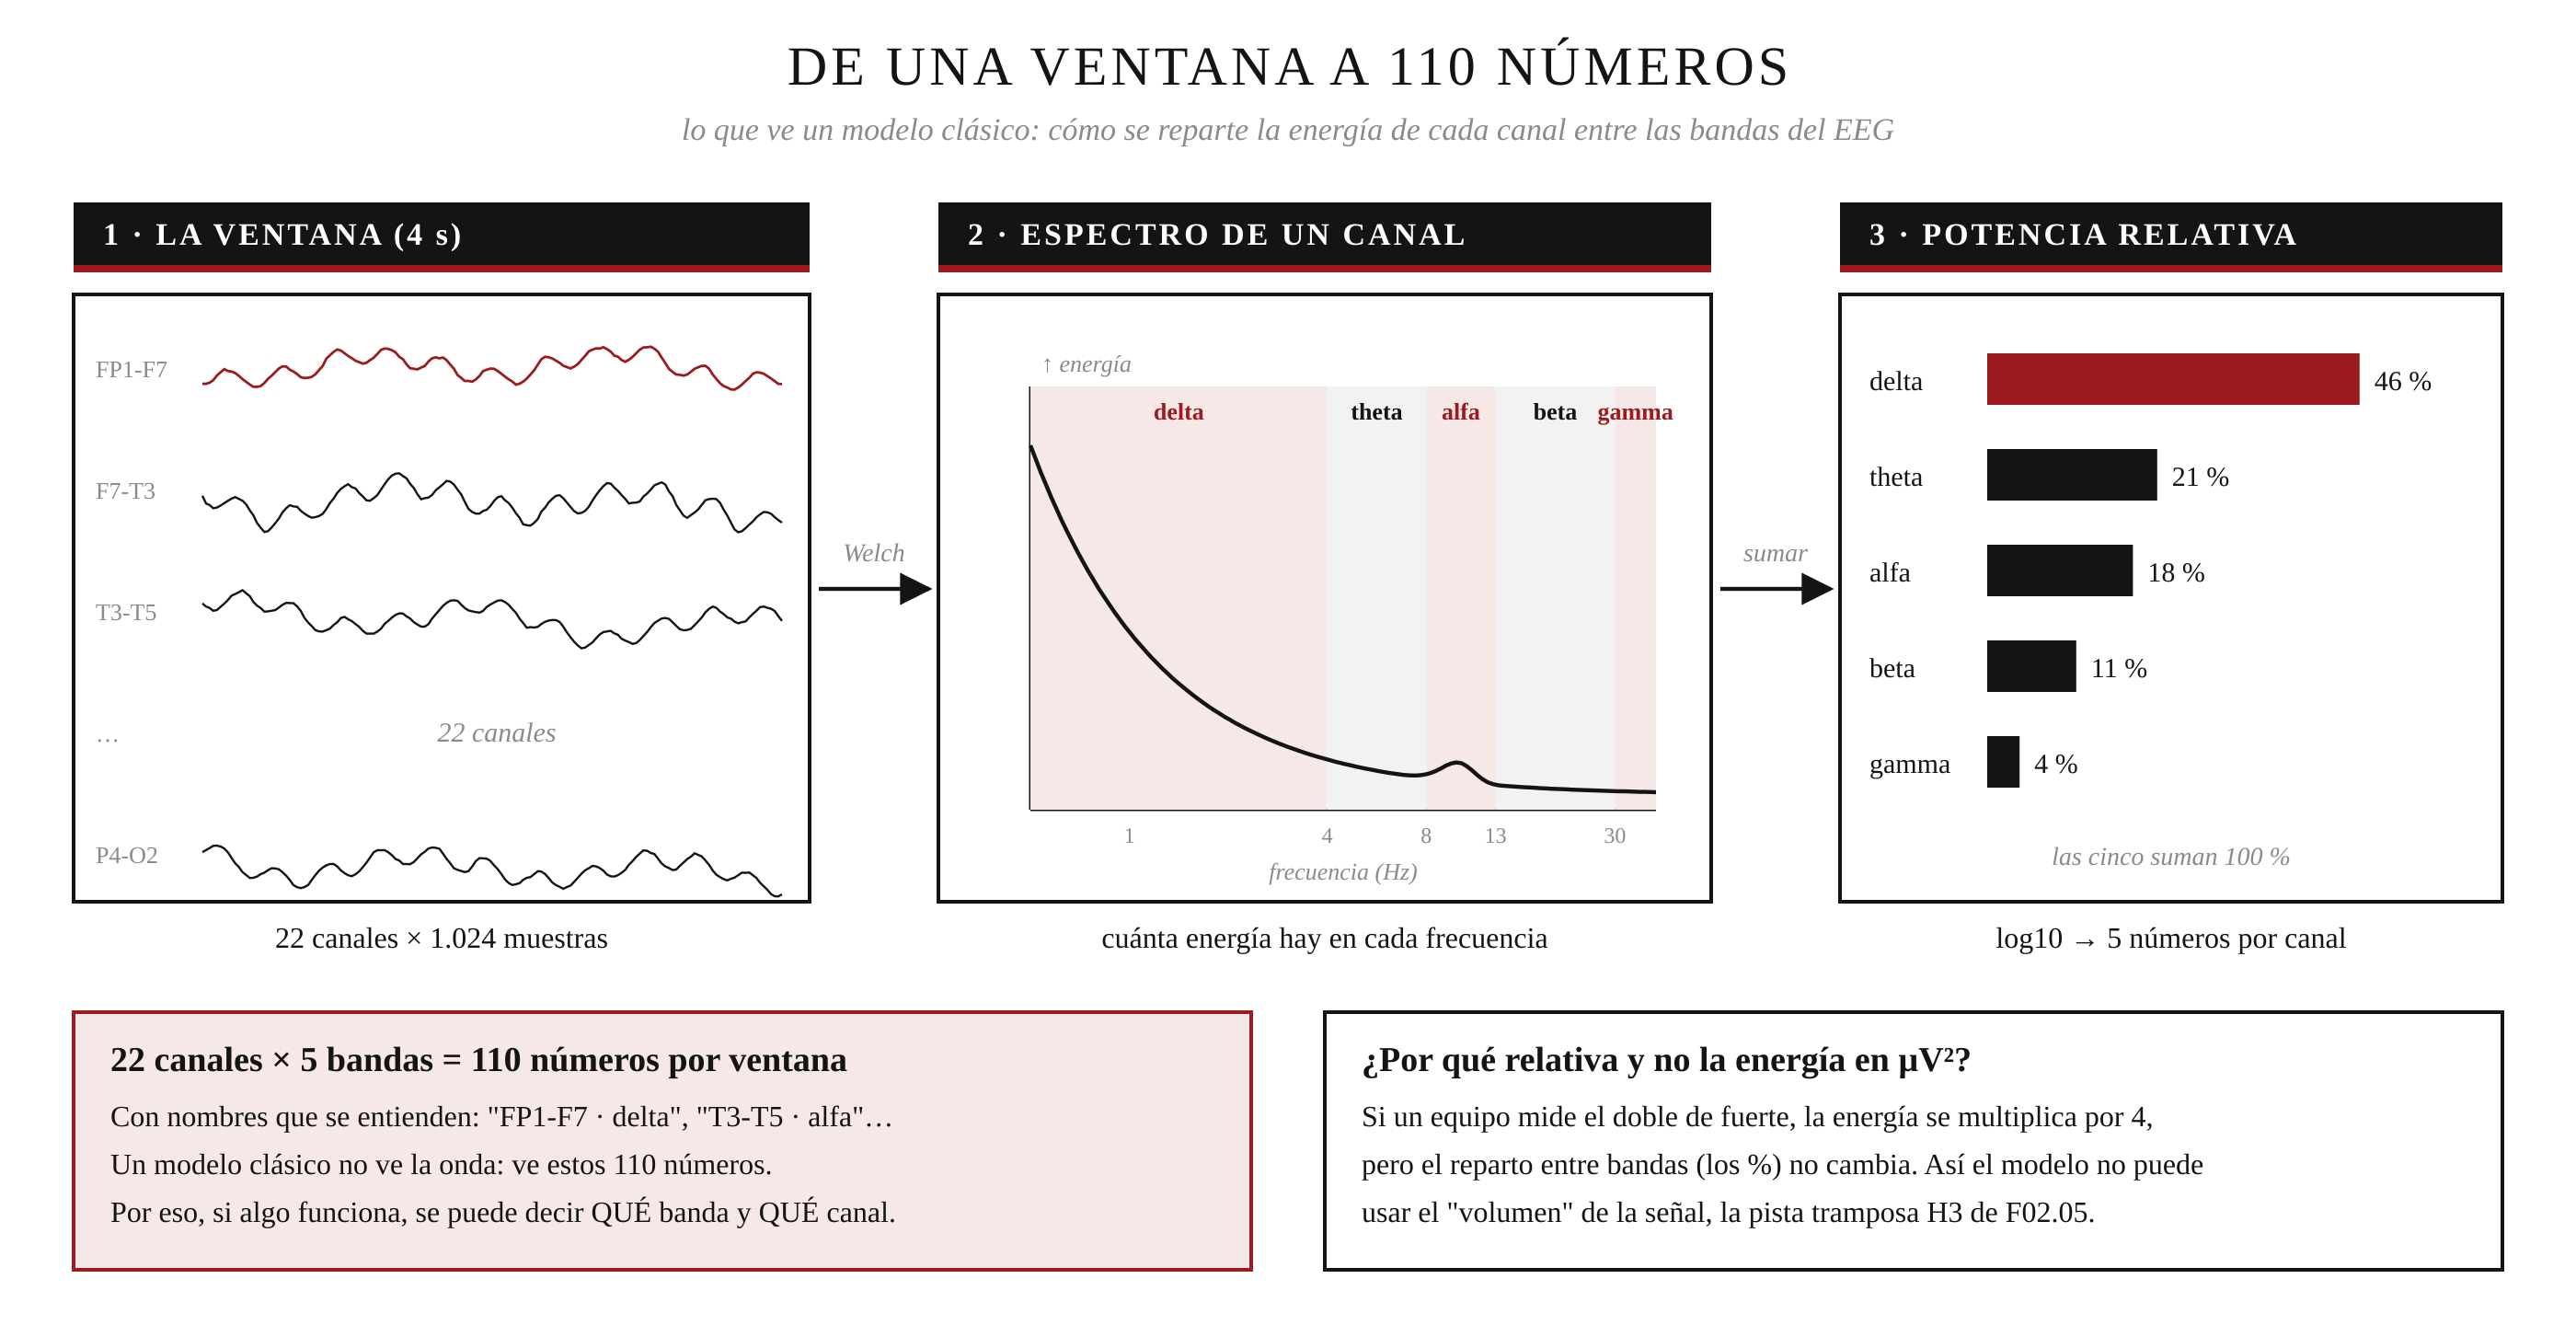 DE UNA VENTANA A 110 NÚMEROS
lo que ve un modelo clásico: cómo se reparte la energía de cada canal entre las bandas del EEG
1 · LA VENTANA (4 s)
FP1-F7
F7-T3
T3-T5
… 22 canales
P4-O2
22 canales × 1.024 muestras
Welch
2 · ESPECTRO DE UN CANAL
↑ energía
delta theta alfa beta gamma
1 4 8 13 30
frecuencia (Hz)
cuánta energía hay en cada frecuencia
sumar
3 · POTENCIA RELATIVA
delta 46 %
theta 21 %
alfa 18 %
beta 11 %
gamma 4 %
las cinco suman 100 %
log10 → 5 números por canal
22 canales × 5 bandas = 110 números por ventana
Con nombres que se entienden: "FP1-F7 · delta", "T3-T5 · alfa"…
Un modelo clásico no ve la onda: ve estos 110 números.
Por eso, si algo funciona, se puede decir QUÉ banda y QUÉ canal.
¿Por qué relativa y no la energía en µV²?
Si un equipo mide el doble de fuerte, la energía se multiplica por 4,
pero el reparto entre bandas (los %) no cambia. Así el modelo no puede
usar el "volumen" de la señal, la pista tramposa H3 de F02.05.